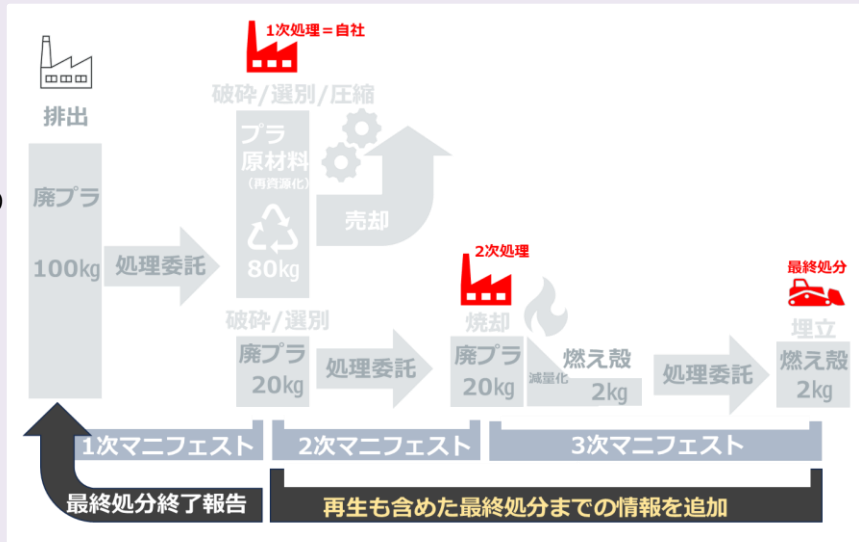 1次処理=自社
破砕/選別/圧縮
排出
プラ
原材料
(再資源化)
廃プラ
売却
100kg
処理委託
80kg
2次処理
最終処分
破砕/選別
焼却
埋立
廃プラ
20kg
処理委託
廃プラ
20kg
減量化
燃え殻
2kg
処理委託
燃え殻
2kg
1次マニフェスト
2次マニフェスト
3次マニフェスト
最終処分終了報告
再生も含めた最終処分までの情報を追加